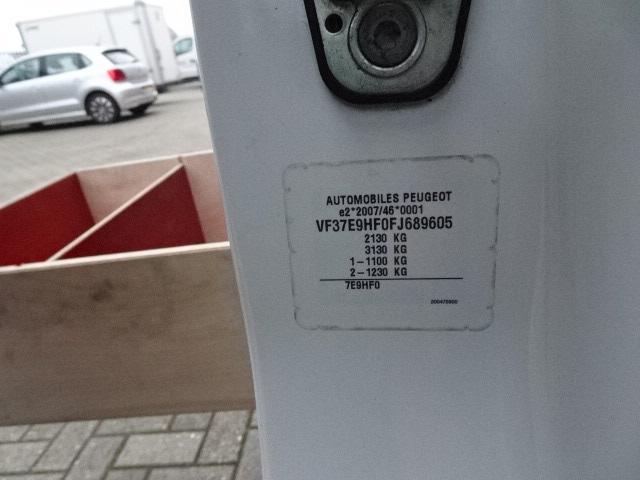 AUTOMOBILES PEUGEOT
e2*2007/46*0001
VF37E9HF0FJ689605
2130 KG
3130 KG
1-1100 KG
2-1230 KG
7E9HF0